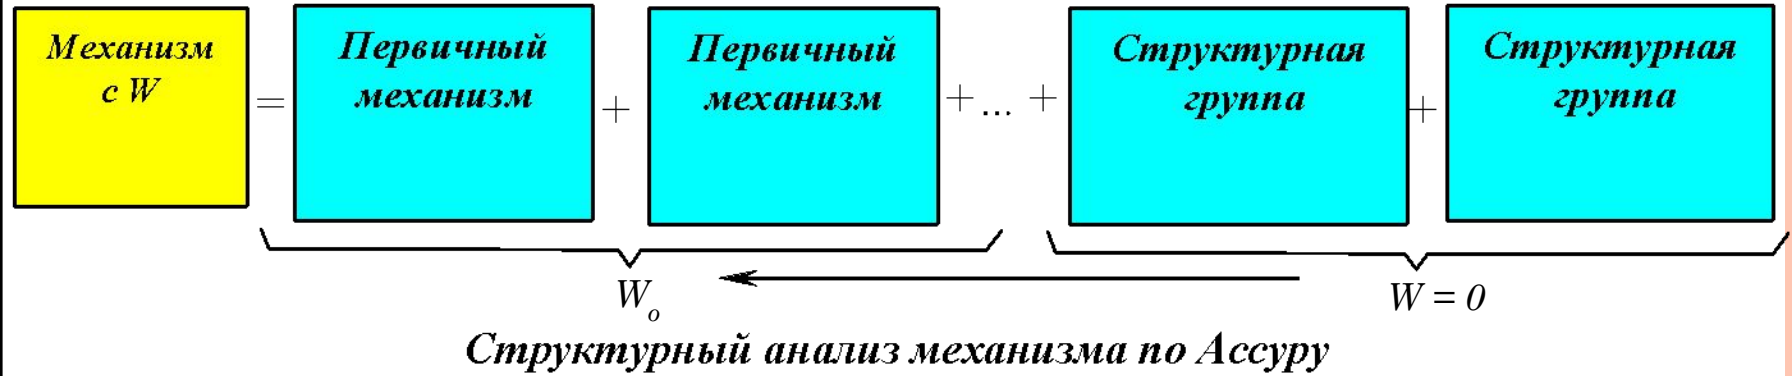 Механизм
с W
=
Первичный
механизм
+
Первичный
механизм
+ ... +
Структурная
группа
+
Структурная
группа
Wo
W = 0
Структурный анализ механизма по Ассуру